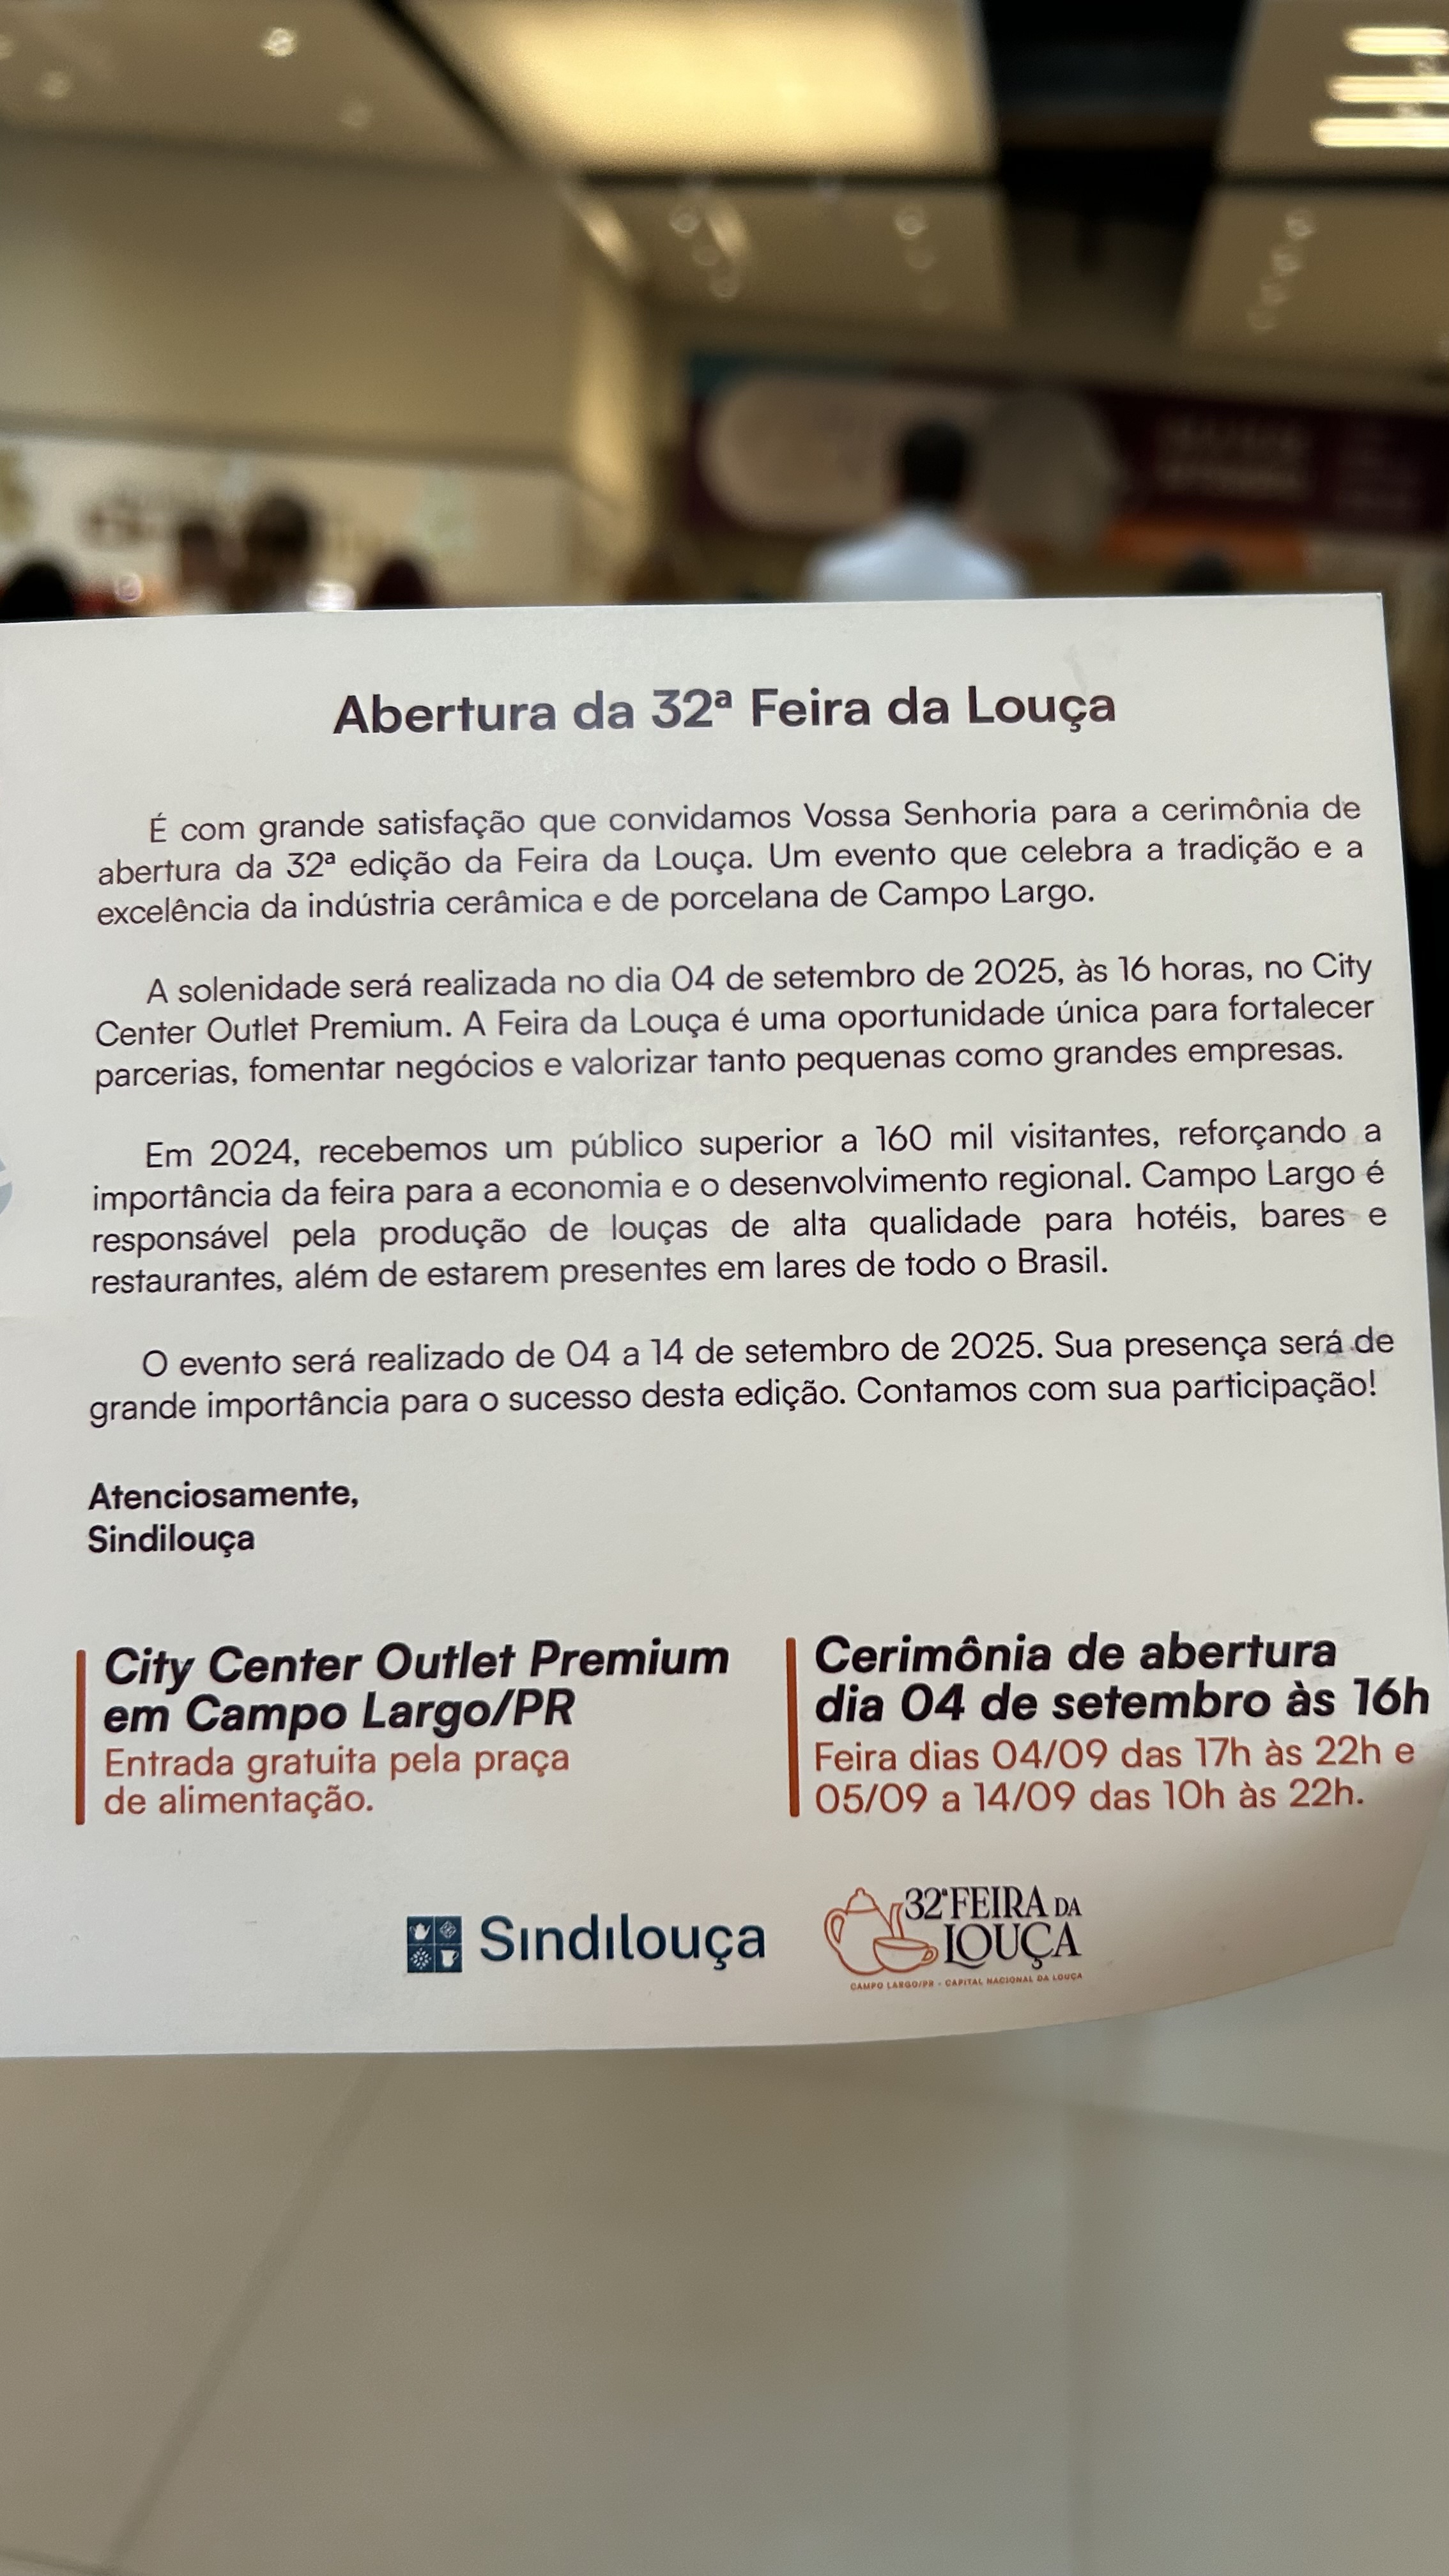 Abertura da 32ª Feira da Louça
É com grande satisfação que convidamos Vossa Senhoria para a cerimônia de
abertura da 32ª edição da Feira da Louça. Um evento que celebra a tradição e a
excelência da indústria cerâmica e de porcelana de Campo Largo.
A solenidade será realizada no dia 04 de setembro de 2025, às 16 horas, no City
Center Outlet Premium. A Feira da Louça é uma oportunidade única para fortalecer
parcerias, fomentar negócios e valorizar tanto pequenas como grandes empresas.
Em 2024, recebemos um público superior a 160 mil visitantes, reforçando a
importância da feira para a economia e o desenvolvimento regional. Campo Largo é
responsável pela produção de louças de alta qualidade para hotéis, bares e
restaurantes, além de estarem presentes em lares de todo o Brasil.
O evento será realizado de 04 a 14 de setembro de 2025. Sua presença será de
grande importância para o sucesso desta edição. Contamos com sua participação!
Atenciosamente,
Sindilouça
City Center Outlet Premium
em Campo Largo/PR
Entrada gratuita pela praça
de alimentação.
Cerimônia de abertura
dia 04 de setembro às 16h
Feira dias 04/09 das 17h às 22h e
05/09 a 14/09 das 10h às 22h.
Sindilouça
32ª FEIRA DA
LOUÇA
CAMPO LARGO/PR - CAPITAL NACIONAL DA LOUÇA